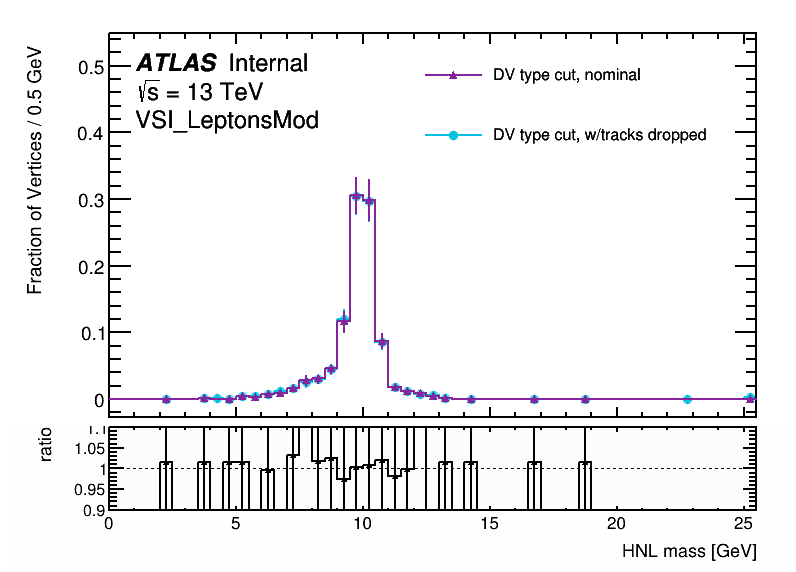 ATLAS Internal
√s = 13 TeV
VSI_LeptonsMod
DV type cut, nominal
DV type cut, w/tracks dropped
Fraction of Vertices / 0.5 GeV
0.5
0.4
0.3
0.2
0.1
0
ratio
1.1
1.05
1
0.95
0.9
0 5 10 15 20 25
HNL mass [GeV]